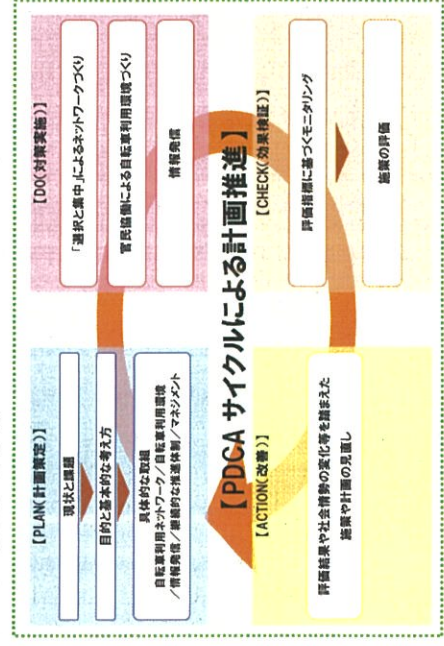 【PLAN(計画策定)】
現状と課題
目的と基本的な考え方
具体的な取組
自転車利用ネットワーク/自転車利用環境
/情報発信/継続的な推進体制/マネジメント
【DO(対策実施)】
「選択と集中」によるネットワークづくり
官民協働による自転車利用環境づくり
情報発信
【PDCAサイクルによる計画推進】
【ACTION(改善)】
評価結果や社会情勢の変化等を踏まえた
施策や計画の見直し
【CHECK(効果検証)】
評価指標に基づくモニタリング
施策の評価